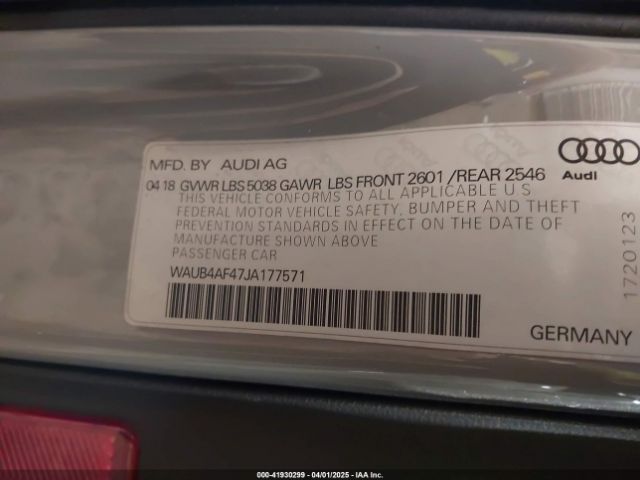 MFD. BY AUDI AG
04 18 GVWR LBS 5038 GAWR LBS FRONT 2601 /REAR 2546
THIS VEHICLE CONFORMS TO ALL APPLICABLE U S
FEDERAL MOTOR VEHICLE SAFETY, BUMPER AND THEFT
PREVENTION STANDARDS IN EFFECT ON THE DATE OF
MANUFACTURE SHOWN ABOVE
PASSENGER CAR
WAUB4AF47JA177571
Audi
1720123
GERMANY
000-41930299 - 04/01/2025 - IAA Inc.